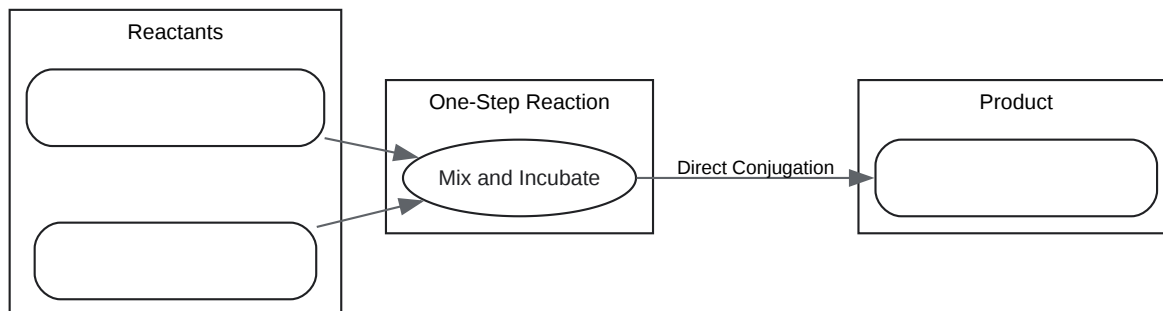 Reactants
One-Step Reaction
Mix and Incubate
Direct Conjugation
Product